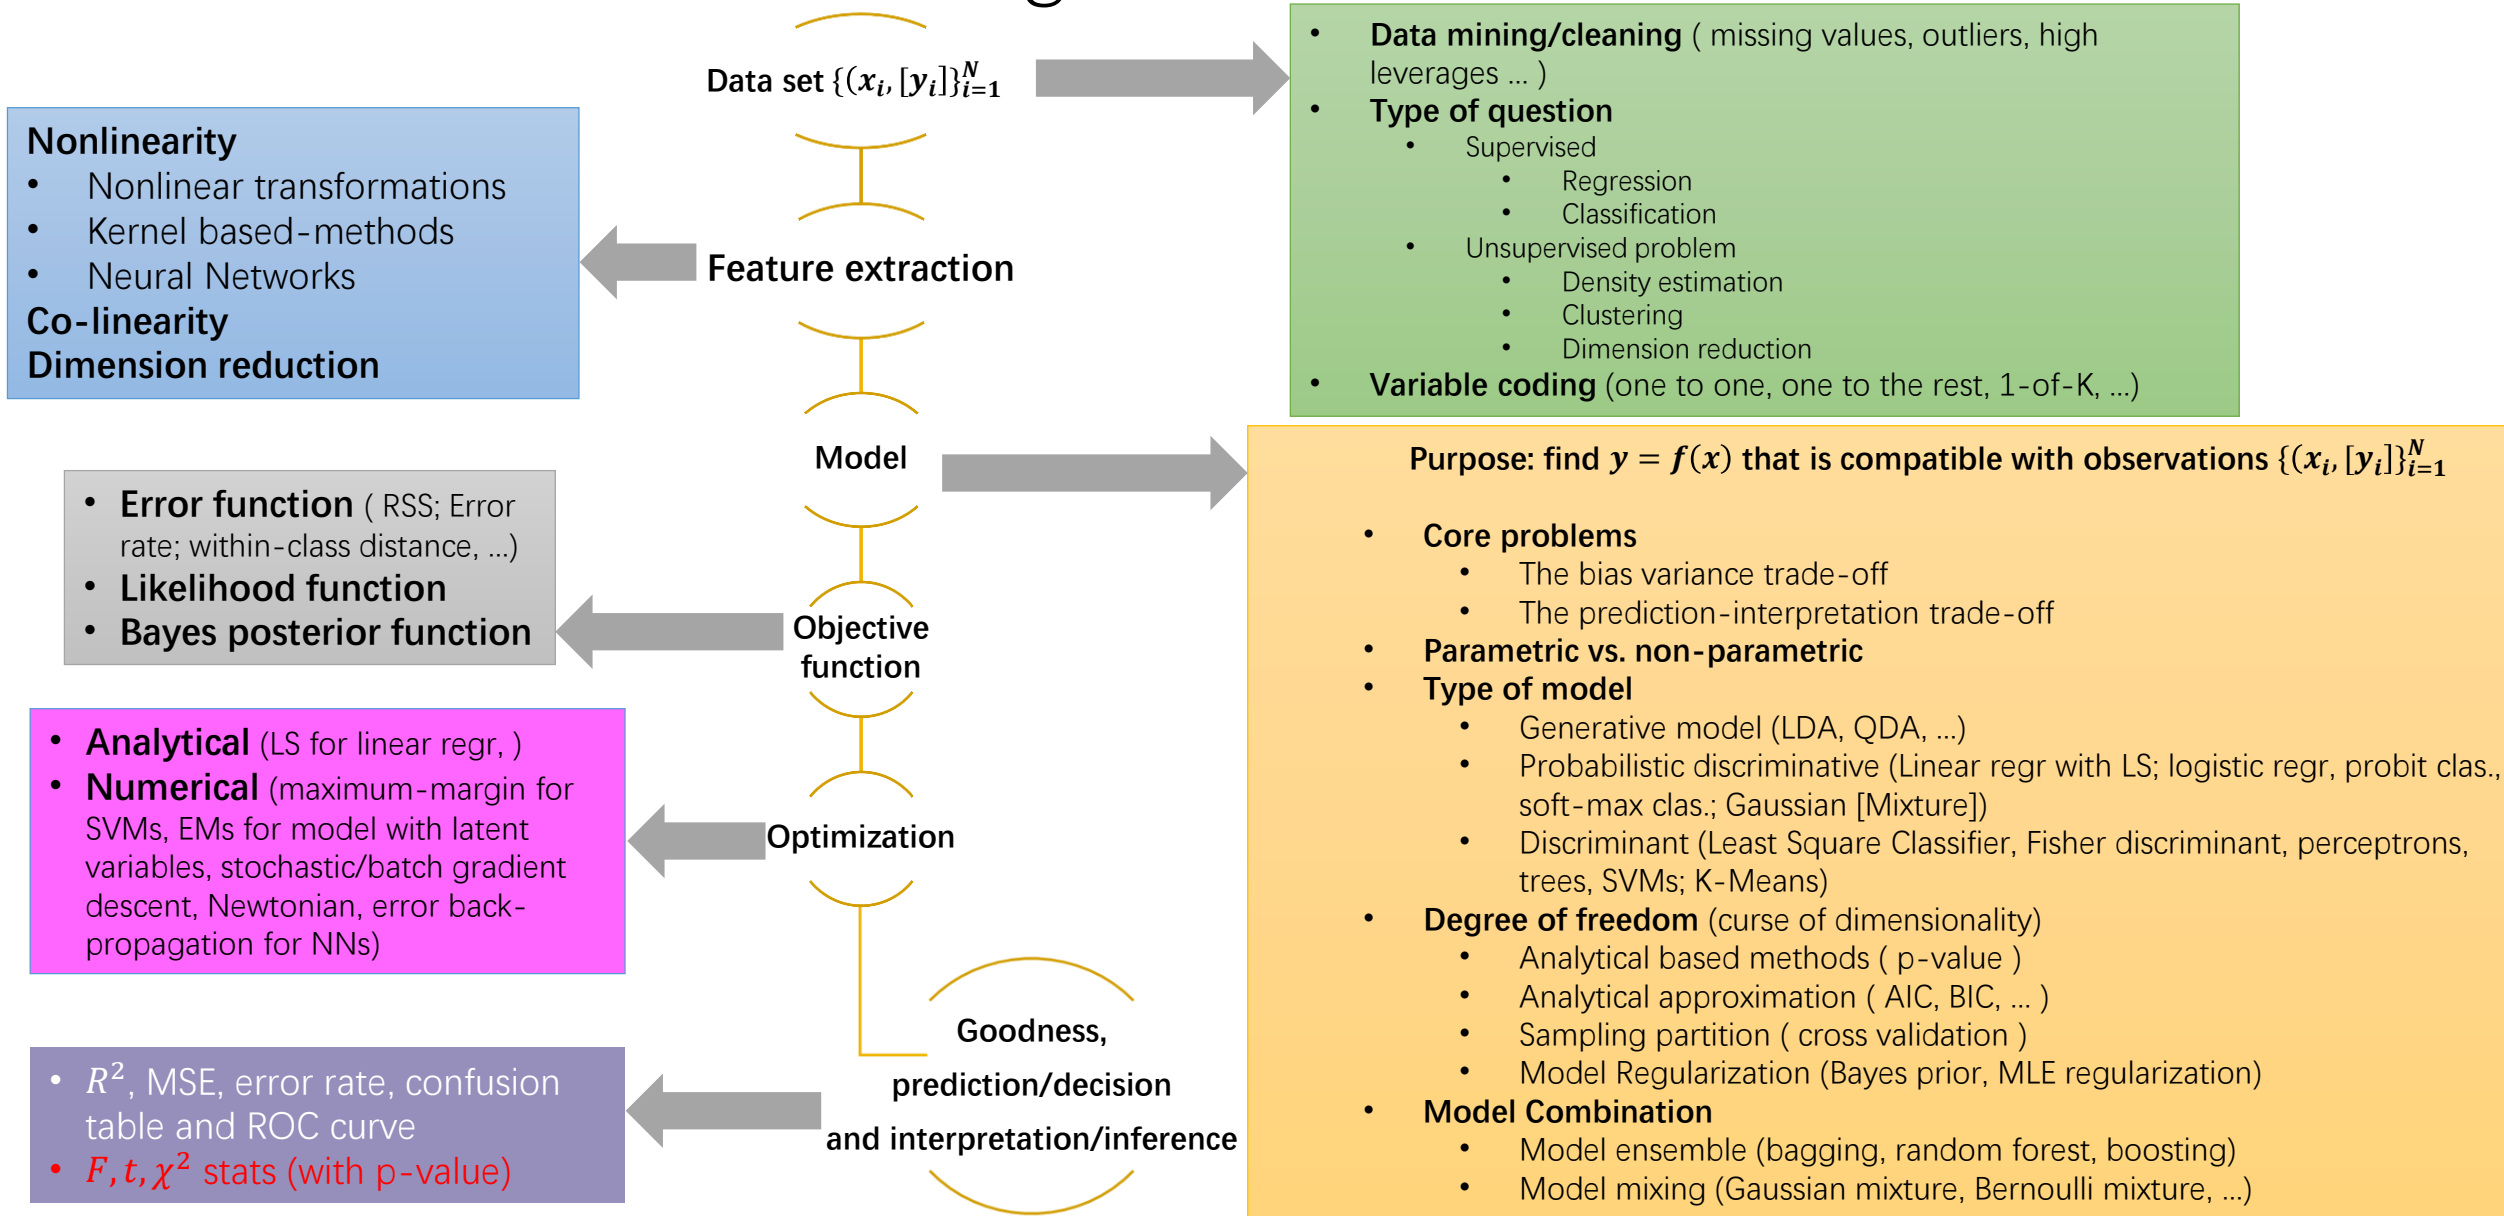 Data set {(x_i, [y_i]}_{i=1}^N
Feature extraction
Model
Objective
function
Optimization
Goodness,
prediction/decision
and interpretation/inference
• Data mining/cleaning ( missing values, outliers, high
leverages ... )
• Type of question
• Supervised
• Regression
• Classification
• Unsupervised problem
• Density estimation
• Clustering
• Dimension reduction
• Variable coding (one to one, one to the rest, 1-of-K, ...)
Nonlinearity
• Nonlinear transformations
• Kernel based-methods
• Neural Networks
Co-linearity
Dimension reduction
Purpose: find y = f(x) that is compatible with observations {(x_i, [y_i]}_{i=1}^N
• Core problems
• The bias variance trade-off
• The prediction-interpretation trade-off
• Parametric vs. non-parametric
• Type of model
• Generative model (LDA, QDA, ...)
• Probabilistic discriminative (Linear regr with LS; logistic regr, probit clas.,
soft-max clas.; Gaussian [Mixture])
• Discriminant (Least Square Classifier, Fisher discriminant, perceptrons,
trees, SVMs; K-Means)
• Degree of freedom (curse of dimensionality)
• Analytical based methods ( p-value )
• Analytical approximation ( AIC, BIC, ... )
• Sampling partition ( cross validation )
• Model Regularization (Bayes prior, MLE regularization)
• Model Combination
• Model ensemble (bagging, random forest, boosting)
• Model mixing (Gaussian mixture, Bernoulli mixture, ...)
• Error function ( RSS; Error
rate; within-class distance, ...)
• Likelihood function
• Bayes posterior function
• Analytical (LS for linear regr, )
• Numerical (maximum-margin for
SVMs, EMs for model with latent
variables, stochastic/batch gradient
descent, Newtonian, error back-
propagation for NNs)
• R², MSE, error rate, confusion
table and ROC curve
• F, t, χ² stats (with p-value)